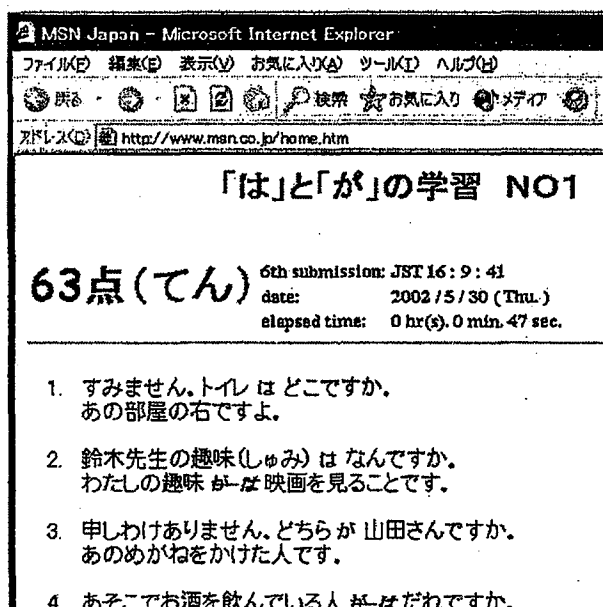 MSN Japan - Microsoft Internet Explorer
ファイル(F) 編集(E) 表示(V) お気に入り(A) ツール(T) ヘルプ(H)
戻る 検索 お気に入り メディア
アドレス(D) http://www.msn.co.jp/home.htm
「は」と「が」の学習 NO1
63点(てん)
6th submission: JST 16 : 9 : 41
date: 2002 / 5 / 30 ( Thu. )
elapsed time: 0 hr(s). 0 min. 47 sec.
1. すみません。トイレ は どこですか。
あの部屋の右ですよ。
2. 鈴木先生の趣味(しゅみ) は なんですか。
わたしの趣味 が は 映画を見ることです。
3. 申しわけありません。どちら が 山田さんですか。
あのめがねをかけた人です。
4. あそこでお酒を飲んでいる人 が は だれですか。